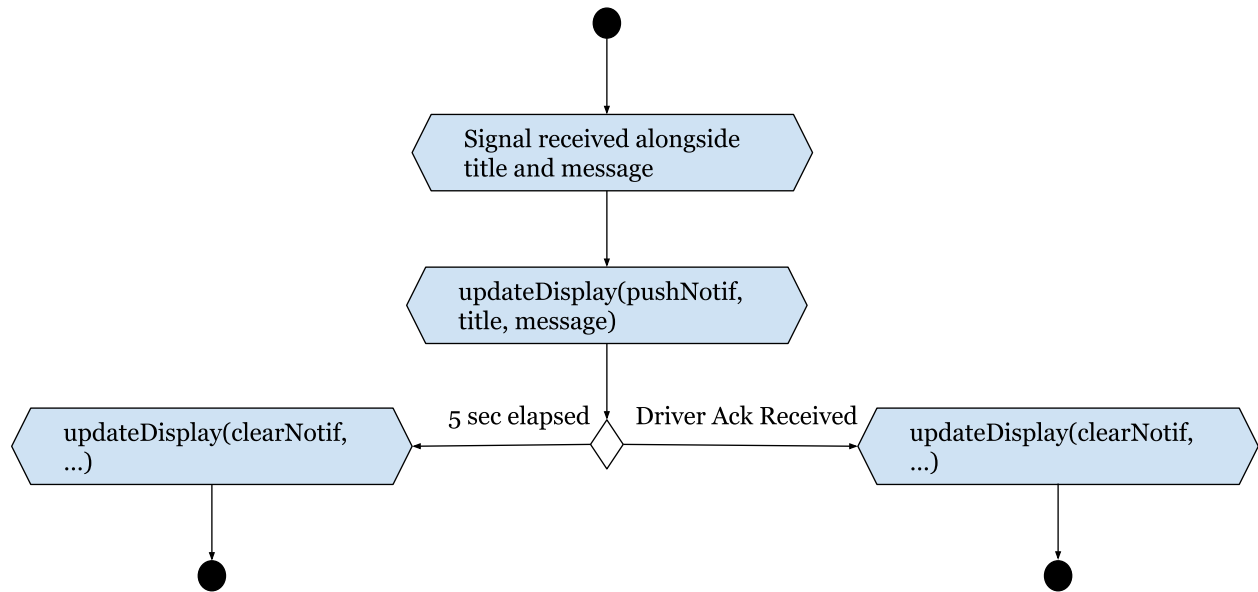 Signal received alongside
title and message
updateDisplay(pushNotif,
title, message)
5 sec elapsed
Driver Ack Received
updateDisplay(clearNotif,
...)
updateDisplay(clearNotif,
...)